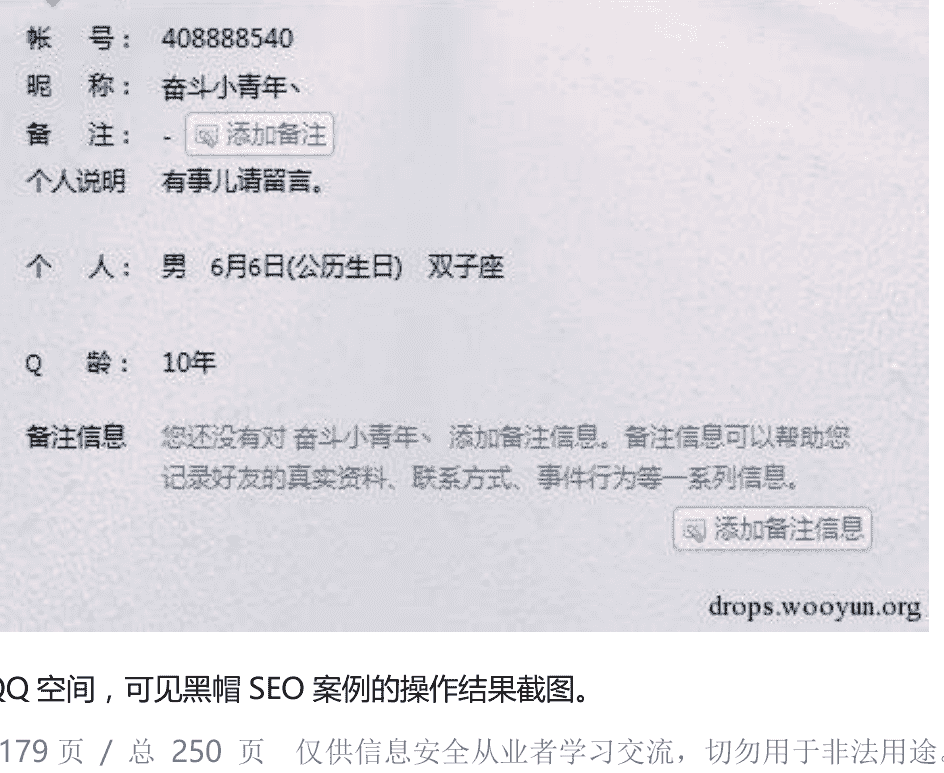 帐 号： 408888540
昵 称： 奋斗小青年丶
备 注： - 添加备注
个人说明 有事儿请留言。
个 人： 男 6月6日(公历生日) 双子座
Q 龄： 10年
备注信息 您还没有对 奋斗小青年丶 添加备注信息。备注信息可以帮助您
记录好友的真实资料、联系方式、事件行为等一系列信息。
添加备注信息
drops.wooyun.org
QQ 空间，可见黑帽 SEO 案例的操作结果截图。
179 页 / 总 250 页 仅供信息安全从业者学习交流，切勿用于非法用途。